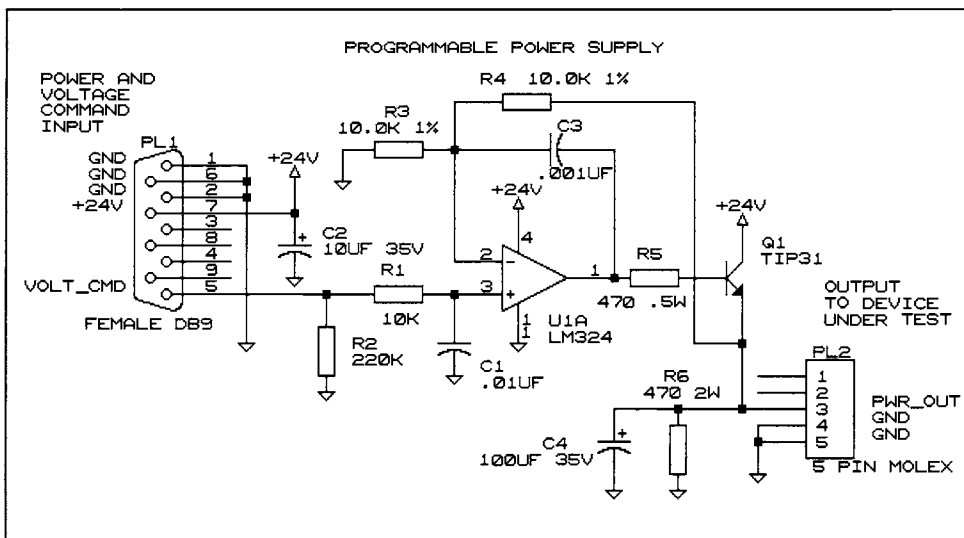 PROGRAMMABLE POWER SUPPLY
POWER AND
VOLTAGE
COMMAND
INPUT
PL1
GND
GND
GND
+24V
VOLT_CMD
1
6
2
7
3
8
4
9
5
FEMALE DB9
+24V
C2
10UF 35V
R3
10.0K 1%
R4 10.0K 1%
C3
.001UF
+24V
4
2
3
1
1
1
U1A
LM324
R1
10K
R2
220K
C1
.01UF
R5
470 .5W
+24V
Q1
TIP31
OUTPUT
TO DEVICE
UNDER TEST
PL2
1
2
3
4
5
PWR_OUT
GND
GND
5 PIN MOLEX
R6
470 2W
C4
100UF 35V
+
+
-
+